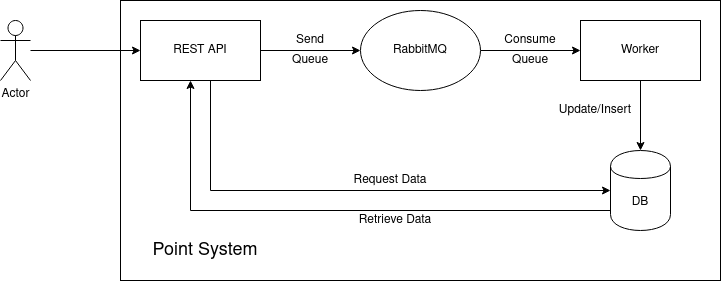 Actor
REST API
Send
Queue
RabbitMQ
Consume
Queue
Worker
Update/Insert
Request Data
Retrieve Data
DB
Point System